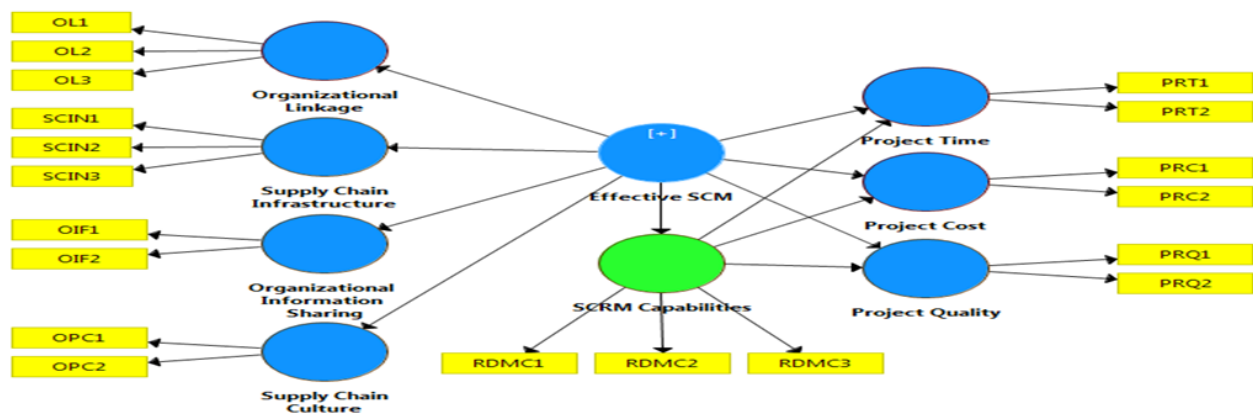 OL1
OL2
OL3
Organizational
Linkage
SCIN1
SCIN2
SCIN3
Supply Chain
Infrastructure
OIF1
OIF2
Organizational
Information
Sharing
OPC1
OPC2
Supply Chain
Culture
[+]
Effective SCM
SCRM Capabilities
RDMC1
RDMC2
RDMC3
Project Time
PRT1
PRT2
Project Cost
PRC1
PRC2
Project Quality
PRQ1
PRQ2